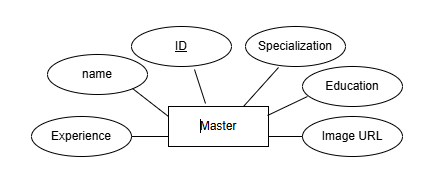 ID
Specialization
name
Education
Master
Experience
Image URL